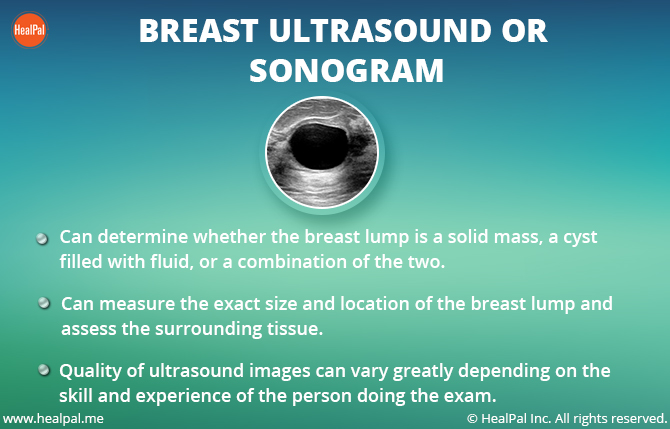 HealPal
BREAST ULTRASOUND OR
SONOGRAM
Can determine whether the breast lump is a solid mass, a cyst
filled with fluid, or a combination of the two.
Can measure the exact size and location of the breast lump and
assess the surrounding tissue.
Quality of ultrasound images can vary greatly depending on the
skill and experience of the person doing the exam.
www.healpal.me
© HealPal Inc. All rights reserved.